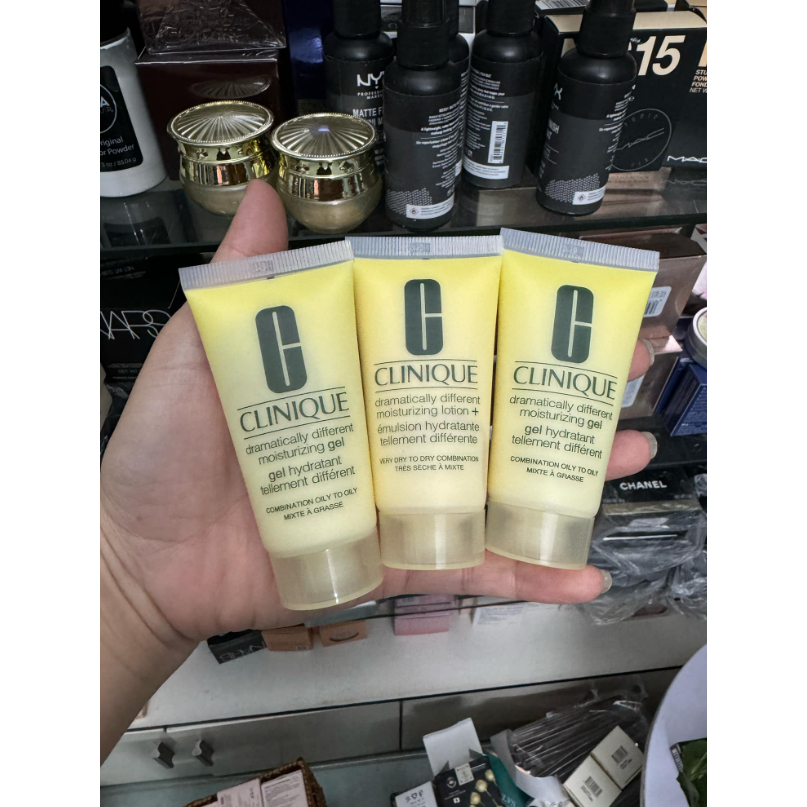 NYX
PROFESSIONAL
MATTE F
15
MAC
NARS
C
CLINIQUE
dramatically different
moisturizing gel
gel hydratant
tellement différent
COMBINATION OILY TO OILY
MIXTE À GRASSE
C
CLINIQUE
dramatically different
moisturizing lotion +
émulsion hydratante
tellement différente
VERY DRY TO DRY COMBINATION
TRÈS SÈCHE À MIXTE
C
CLINIQUE
dramatically different
moisturizing gel
gel hydratant
tellement différent
COMBINATION OILY TO OILY
MIXTE À GRASSE
CHANEL